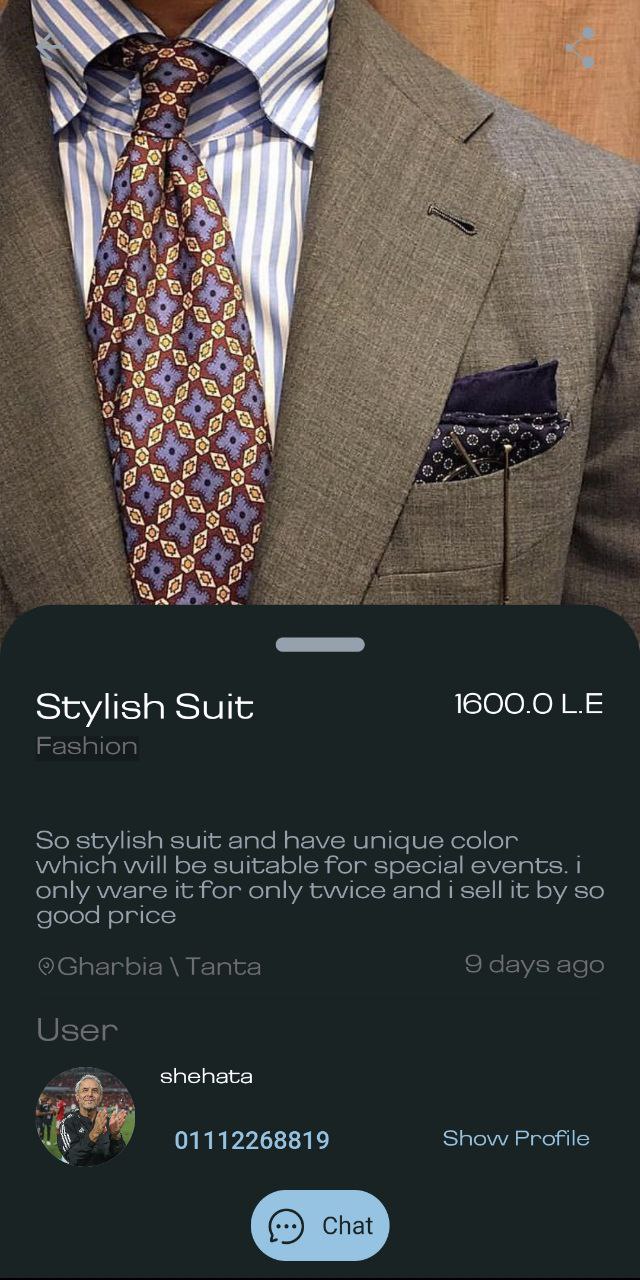 Stylish Suit
1600.0 L.E
Fashion
So stylish suit and have unique color
which will be suitable for special events. i
only ware it for only twice and i sell it by so
good price
Gharbia \ Tanta
9 days ago
User
shehata
01112268819
Show Profile
Chat